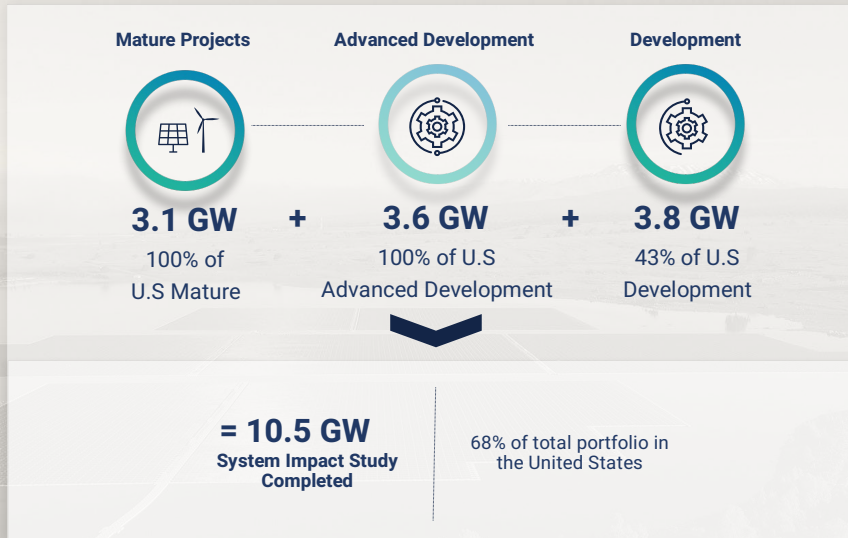 Mature Projects
Advanced Development
Development
3.1 GW + 3.6 GW + 3.8 GW
100% of
U.S Mature
100% of U.S
Advanced Development
43% of U.S
Development
= 10.5 GW
System Impact Study
Completed
68% of total portfolio in
the United States